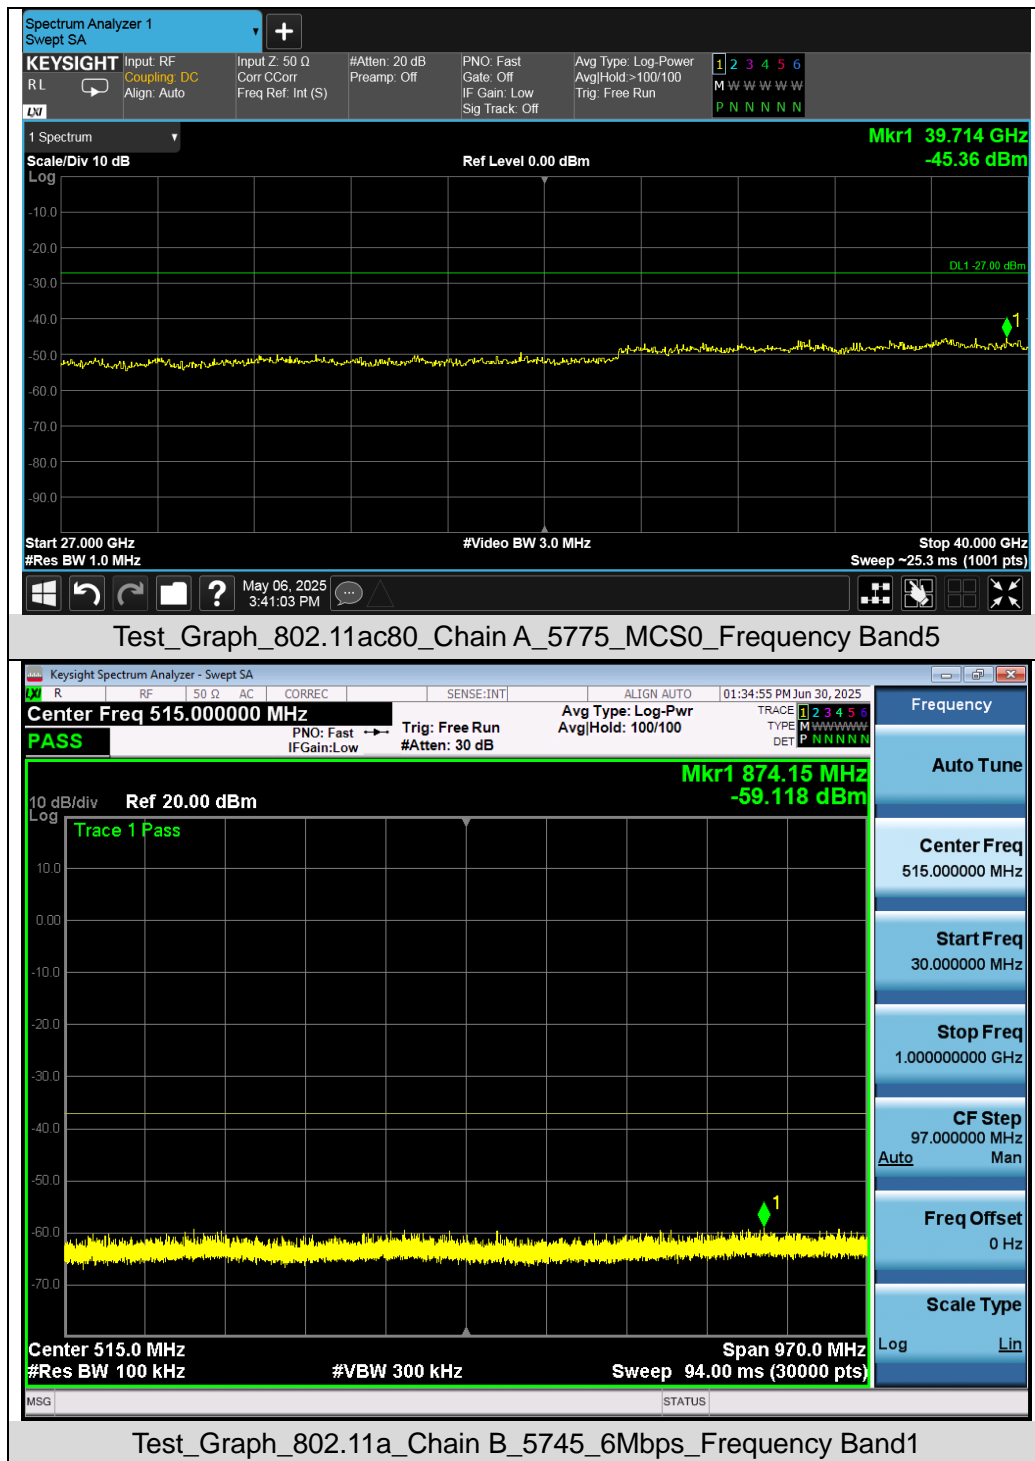 Spectrum Analyzer 1
Swept SA
KEYSIGHT
RL
LXI
Input: RF
Coupling: DC
Align: Auto
Input Z: 50 Ω
Corr CCorr
Freq Ref: Int (S)
#Atten: 20 dB
Preamp: Off
PNO: Fast
Gate: Off
IF Gain: Low
Sig Track: Off
Avg Type: Log-Power
Avg|Hold:>100/100
Trig: Free Run
1 2 3 4 5 6
M W W W W W
P N N N N N
1 Spectrum
Mkr1 39.714 GHz
Scale/Div 10 dB
Ref Level 0.00 dBm
-45.36 dBm
Log
-10.0
-20.0
DL1 -27.00 dBm
-30.0
-40.0
1
-50.0
-60.0
-70.0
-80.0
-90.0
Start 27.000 GHz
#Video BW 3.0 MHz
Stop 40.000 GHz
#Res BW 1.0 MHz
Sweep ~25.3 ms (1001 pts)
May 06, 2025
3:41:03 PM
Test_Graph_802.11ac80_Chain A_5775_MCS0_Frequency Band5
Keysight Spectrum Analyzer - Swept SA
LXI R RF 50 Ω AC CORREC SENSE:INT ALIGN AUTO 01:34:55 PM Jun 30, 2025
Center Freq 515.000000 MHz
PASS
PNO: Fast
IFGain:Low
Trig: Free Run
#Atten: 30 dB
Avg Type: Log-Pwr
Avg|Hold: 100/100
TRACE 1 2 3 4 5 6
TYPE M W W W W W
DET P N N N N N
Mkr1 874.15 MHz
-59.118 dBm
10 dB/div Ref 20.00 dBm
Log
Trace 1 Pass
10.0
0.00
-10.0
-20.0
-30.0
-40.0
-50.0
1
-60.0
-70.0
Center 515.0 MHz
Span 970.0 MHz
#Res BW 100 kHz
#VBW 300 kHz
Sweep 94.00 ms (30000 pts)
MSG
STATUS
Frequency
Auto Tune
Center Freq
515.000000 MHz
Start Freq
30.000000 MHz
Stop Freq
1.000000000 GHz
CF Step
97.000000 MHz
Auto Man
Freq Offset
0 Hz
Scale Type
Log Lin
Test_Graph_802.11a_Chain B_5745_6Mbps_Frequency Band1